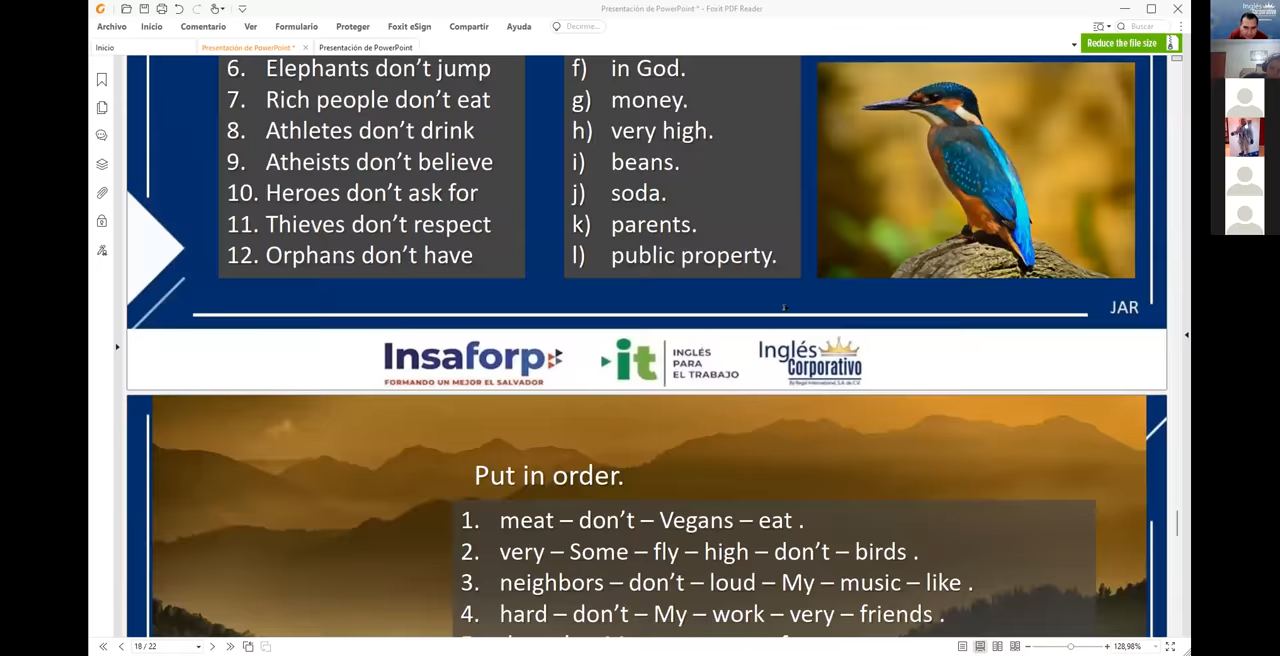 Presentación de PowerPoint * - Foxit PDF Reader
Archivo Inicio Comentario Ver Formulario Proteger Foxit eSign Compartir Ayuda Decirme... Buscar
Inicio Presentación de PowerPoint * Presentación de PowerPoint Reduce the file size
6. Elephants don't jump
7. Rich people don't eat
8. Athletes don't drink
9. Atheists don't believe
10. Heroes don't ask for
11. Thieves don't respect
12. Orphans don't have
f) in God.
g) money.
h) very high.
i) beans.
j) soda.
k) parents.
l) public property.
JAR
Insaforp
FORMANDO UN MEJOR EL SALVADOR
it
INGLÉS
PARA
EL TRABAJO
Inglés
Corporativo
Put in order.
1. meat – don't – Vegans – eat .
2. very – Some – fly – high – don't – birds .
3. neighbors – don't – loud – My – music – like .
4. hard – don't – My – work – very – friends .
18 / 22
128,98%
Inglés
Corporativo